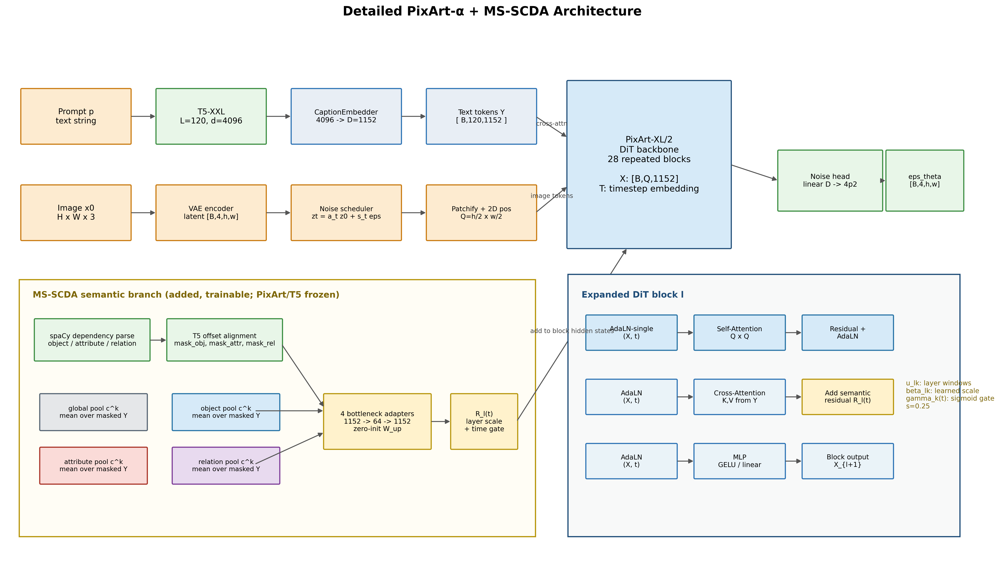 Detailed PixArt-α + MS-SCDA Architecture
Prompt p
text string
T5-XXL
L=120, d=4096
CaptionEmbedder
4096 -> D=1152
Text tokens Y
[ B,120,1152 ]
cross-attn
PixArt-XL/2
DiT backbone
28 repeated blocks
X: [B,Q,1152]
T: timestep embedding
Noise head
linear D -> 4p2
eps_theta
[B,4,h,w]
Image x0
H x W x 3
VAE encoder
latent [B,4,h,w]
Noise scheduler
zt = a_t z0 + s_t eps
Patchify + 2D pos
Q=h/2 x w/2
image tokens
MS-SCDA semantic branch (added, trainable; PixArt/T5 frozen)
spaCy dependency parse
object / attribute / relation
T5 offset alignment
mask_obj, mask_attr, mask_rel
global pool c^k
mean over masked Y
object pool c^k
mean over masked Y
attribute pool c^k
mean over masked Y
relation pool c^k
mean over masked Y
4 bottleneck adapters
1152 -> 64 -> 1152
zero-init W_up
R_l(t)
layer scale
+ time gate
add to block hidden states
Expanded DiT block l
AdaLN-single
(X, t)
Self-Attention
Q x Q
Residual +
AdaLN
AdaLN
(X, t)
Cross-Attention
K,V from Y
Add semantic
residual R_l(t)
u_lk: layer windows
beta_lk: learned scale
gamma_k(t): sigmoid gate
s=0.25
AdaLN
(X, t)
MLP
GELU / linear
Block output
X_{l+1}